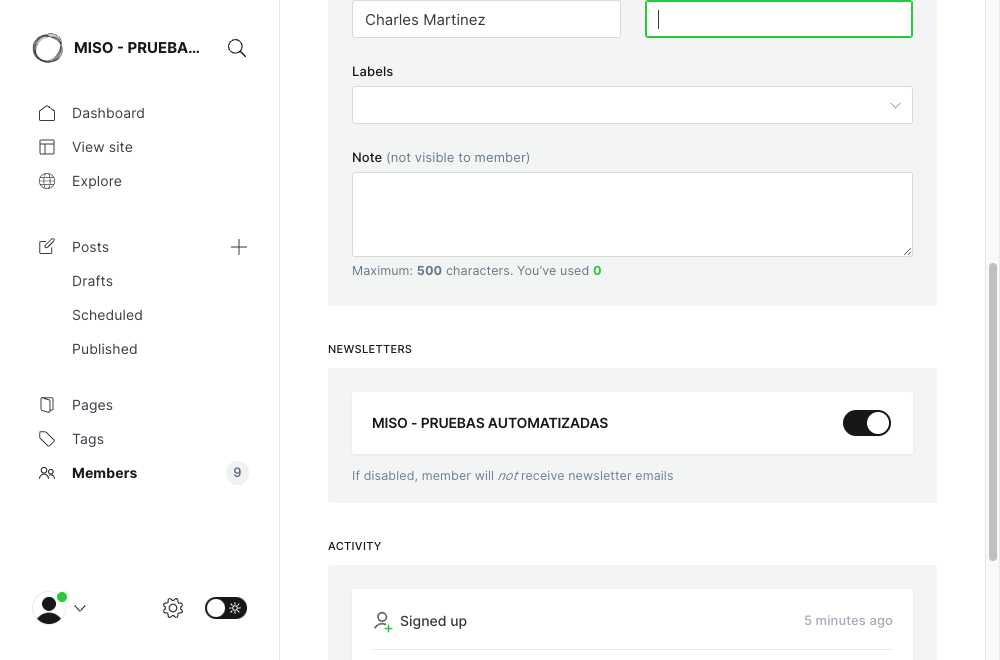 MISO - PRUEBA...
Dashboard
View site
Explore
Posts
Drafts
Scheduled
Published
Pages
Tags
Members 9
Charles Martinez
Labels
Note (not visible to member)
Maximum: 500 characters. You’ve used 0
NEWSLETTERS
MISO - PRUEBAS AUTOMATIZADAS
If disabled, member will not receive newsletter emails
ACTIVITY
Signed up 5 minutes ago